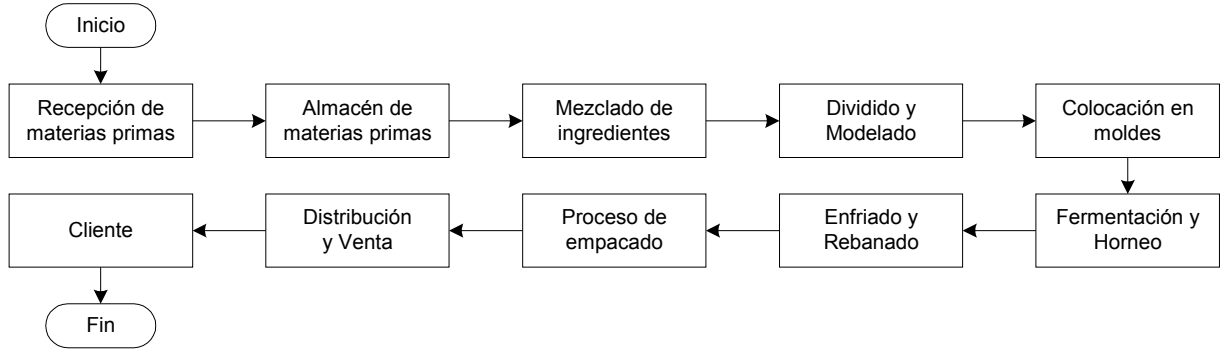 Inicio
Recepción de
materias primas
Almacén de
materias primas
Mezclado de
ingredientes
Dividido y
Modelado
Colocación en
moldes
Fermentación y
Horneo
Enfriado y
Rebanado
Proceso de
empacado
Distribución
y Venta
Cliente
Fin